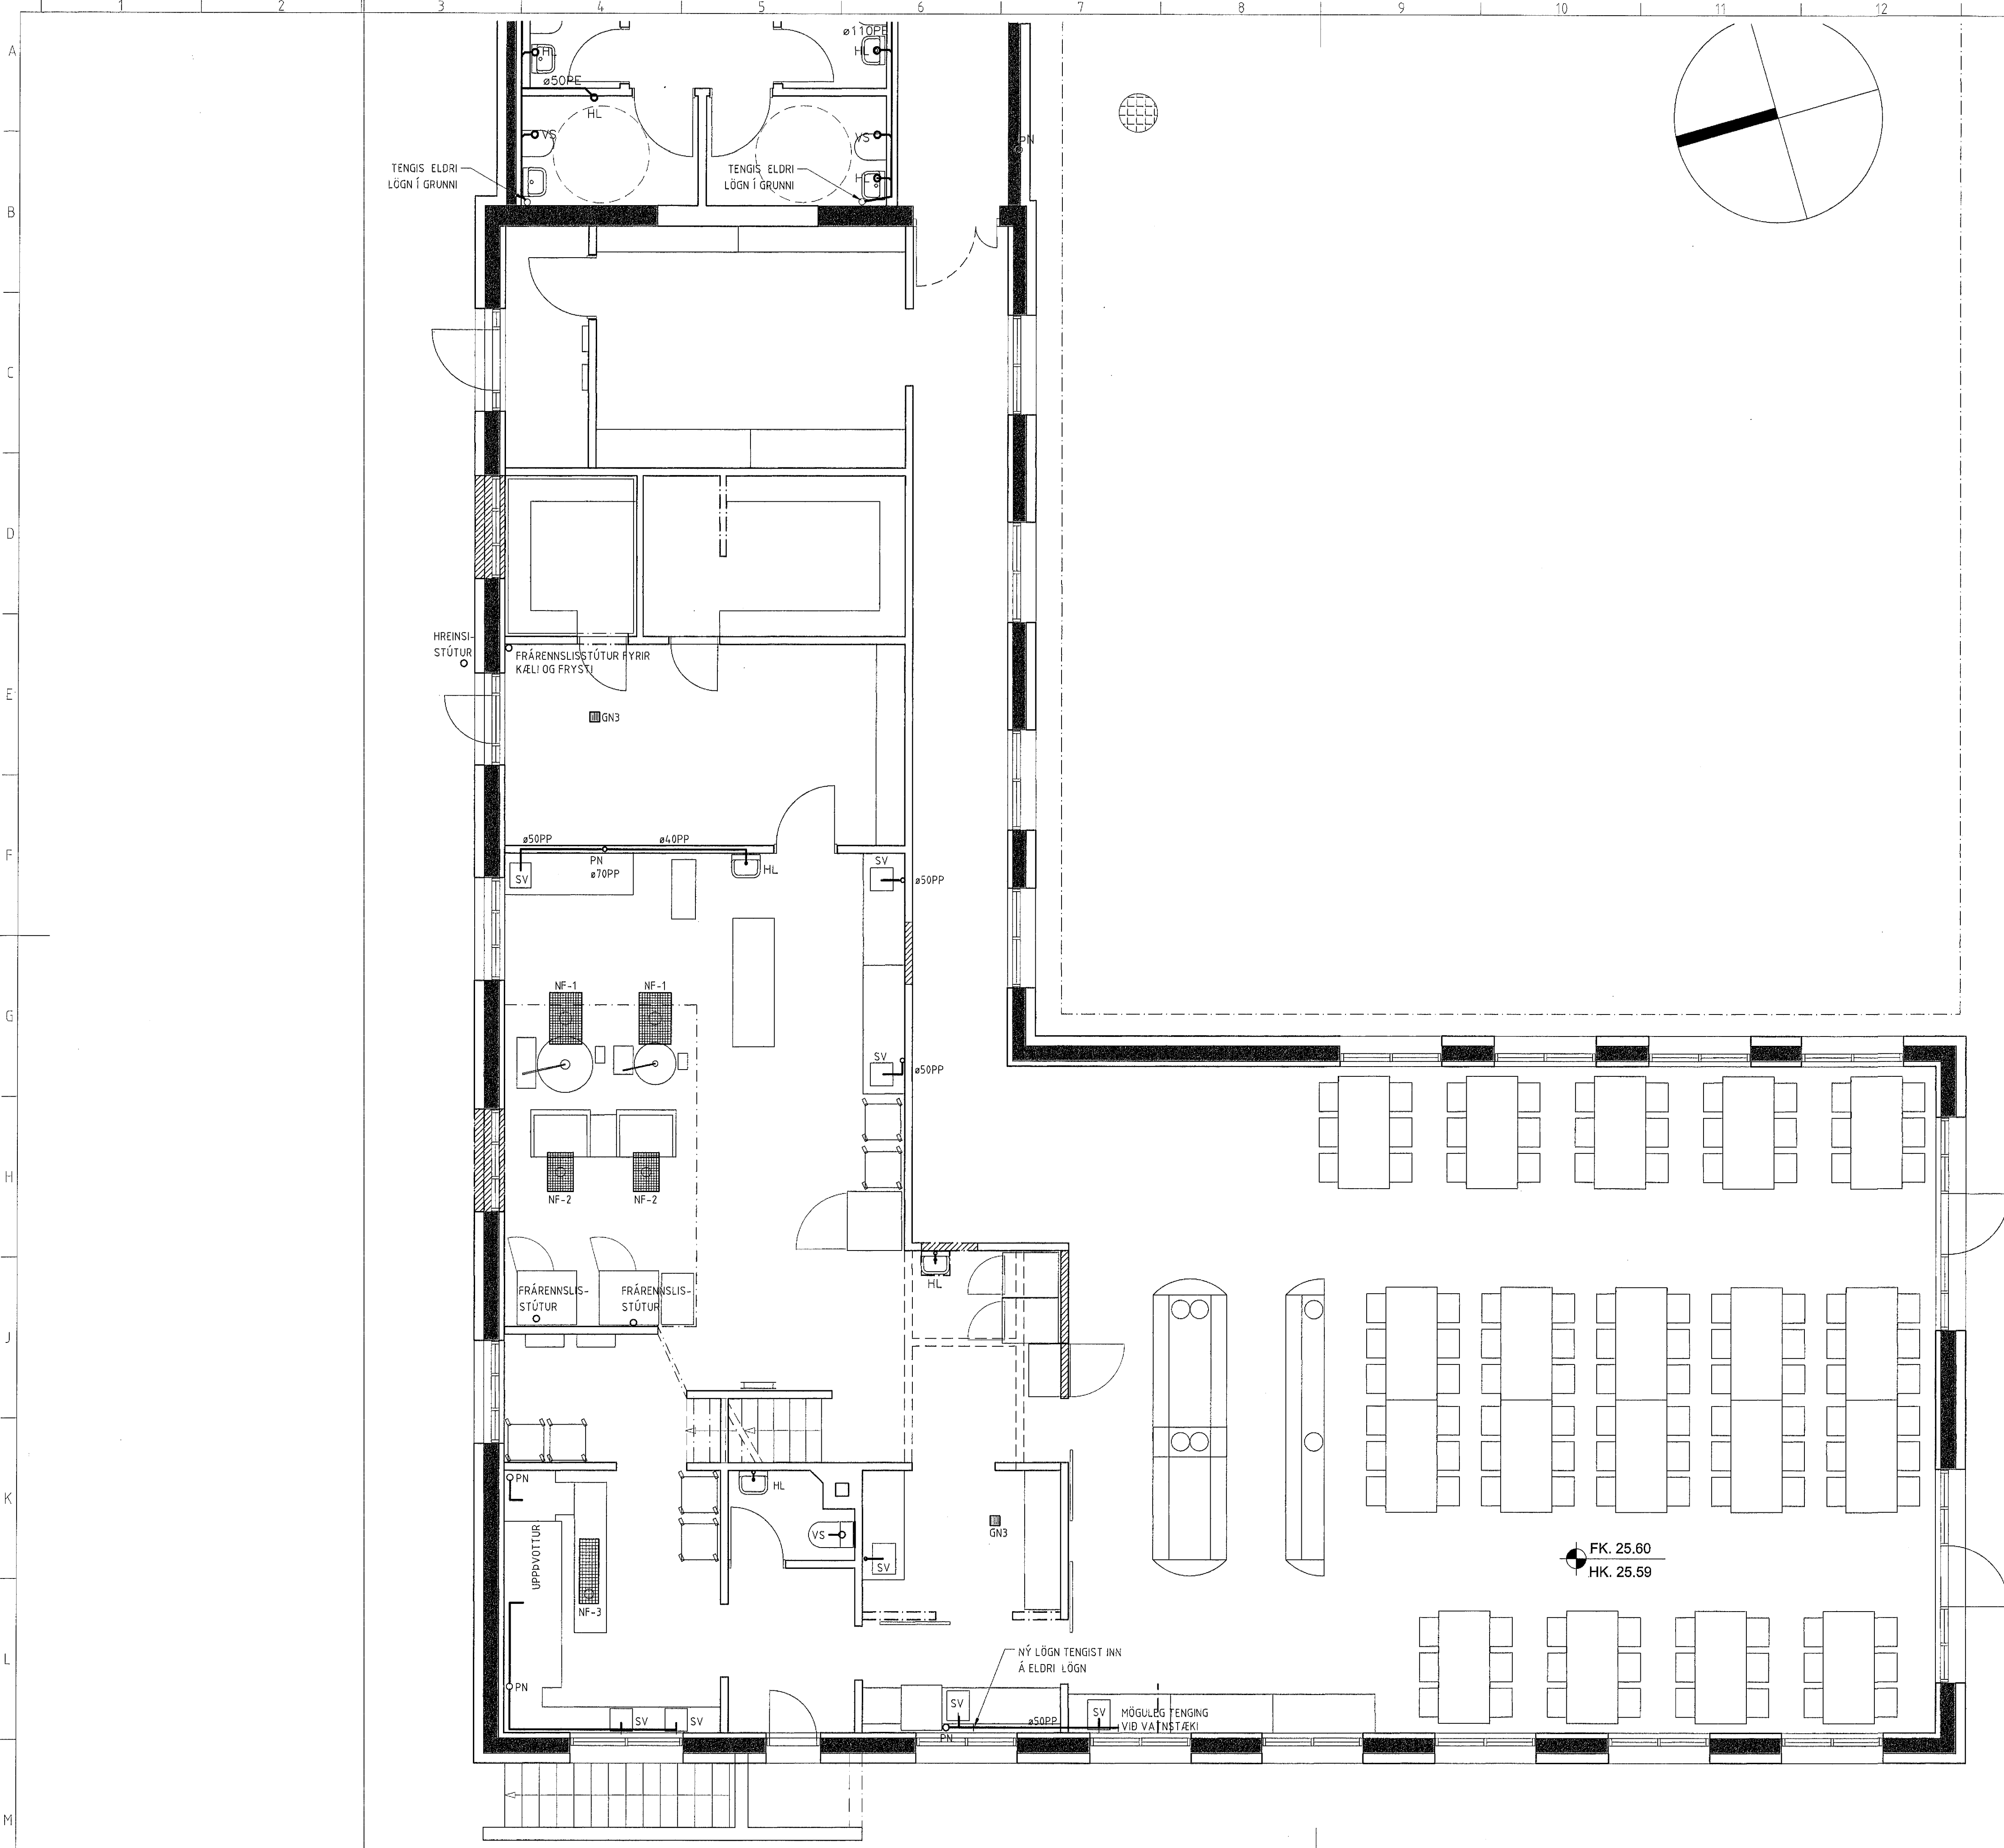 1 2 3 4 5 6 7 8 9 10 11 12
A
B
C
D
E
F
G
H
J
K
L
M
HL
ø50PE
HL
VS
ø110PE
HL
VS
HL
PN
TENGIS ELDRI
LÖGN Í GRUNNI
TENGIS ELDRI
LÖGN Í GRUNNI
HREINSI-
STÚTUR
FRÁRENNSLISSTÚTUR FYRIR
KÆLI OG FRYSTI
GN3
ø50PP
ø40PP
PN
ø70PP
SV
HL
SV
ø50PP
NF-1
NF-1
SV
ø50PP
NF-2
NF-2
FRÁRENNSLIS-
STÚTUR
FRÁRENNSLIS-
STÚTUR
HL
PN
HL
VS
SV
GN3
UPPÞVOTTUR
NF-3
FK. 25.60
HK. 25.59
NÝ LÖGN TENGIST INN
Á ELDRI LÖGN
PN
SV
SV
SV
ø50PP
PN
SV
MÖGULEG TENGING
VIÐ VATNSTÆKI